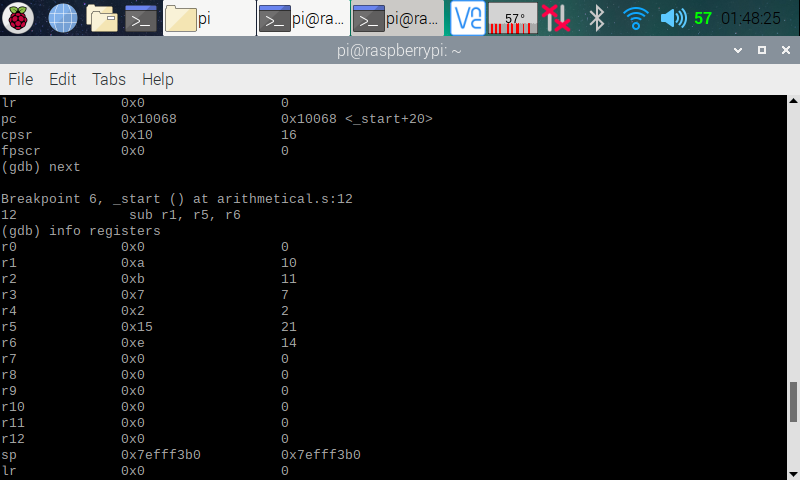 pi pi@ra... pi@ra... 57° 57 01:48:25
pi@raspberrypi: ~
File Edit Tabs Help
lr 0x0 0
pc 0x10068 0x10068 <_start+20>
cpsr 0x10 16
fpscr 0x0 0
(gdb) next
Breakpoint 6, _start () at arithmetical.s:12
12 sub r1, r5, r6
(gdb) info registers
r0 0x0 0
r1 0xa 10
r2 0xb 11
r3 0x7 7
r4 0x2 2
r5 0x15 21
r6 0xe 14
r7 0x0 0
r8 0x0 0
r9 0x0 0
r10 0x0 0
r11 0x0 0
r12 0x0 0
sp 0x7efff3b0 0x7efff3b0
lr 0x0 0